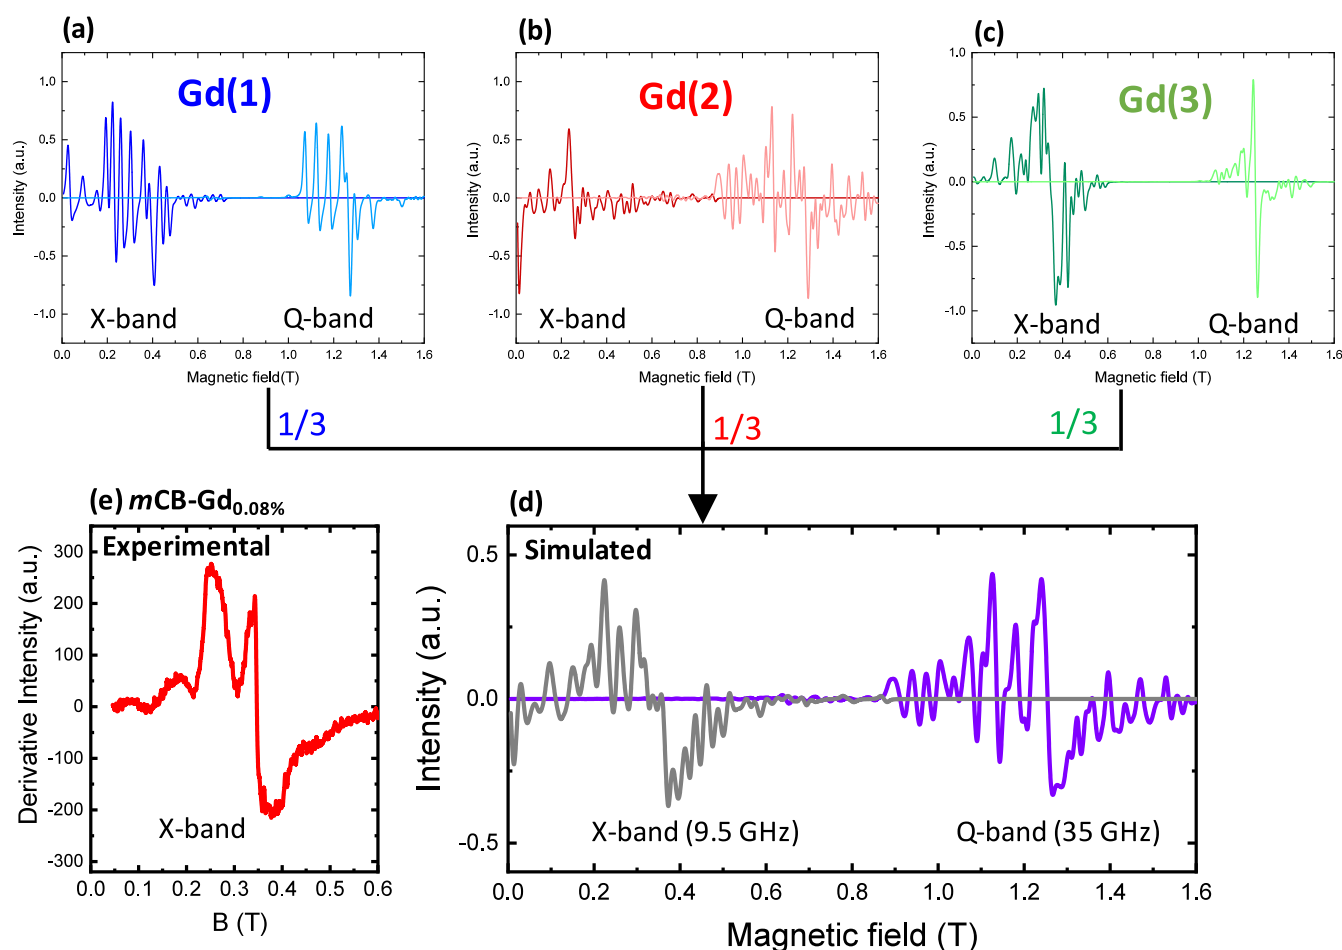 (a)
Gd(1)
Intensity (a.u.)
1.0
0.5
0.0
-0.5
-1.0
X-band
Q-band
0.0 0.2 0.4 0.6 0.8 1.0 1.2 1.4 1.6
Magnetic field(T)
(b)
Gd(2)
Intensity (a.u.)
1.0
0.5
0.0
-0.5
-1.0
X-band
Q-band
0.0 0.2 0.4 0.6 0.8 1.0 1.2 1.4 1.6
Magnetic field (T)
(c)
Gd(3)
Intensity (a.u.)
1.0
0.5
0.0
-0.5
-1.0
X-band
Q-band
0.0 0.2 0.4 0.6 0.8 1.0 1.2 1.4 1.6
Magnetic field (T)
1/3
1/3
1/3
(e) mCB-Gd0.08%
Experimental
Derivative Intensity (a.u.)
300
200
100
0
-100
-200
-300
X-band
0.0 0.1 0.2 0.3 0.4 0.5 0.6
B (T)
(d)
Simulated
Intensity (a.u.)
0.5
0.0
-0.5
X-band (9.5 GHz)
Q-band (35 GHz)
0.0 0.2 0.4 0.6 0.8 1.0 1.2 1.4 1.6
Magnetic field (T)